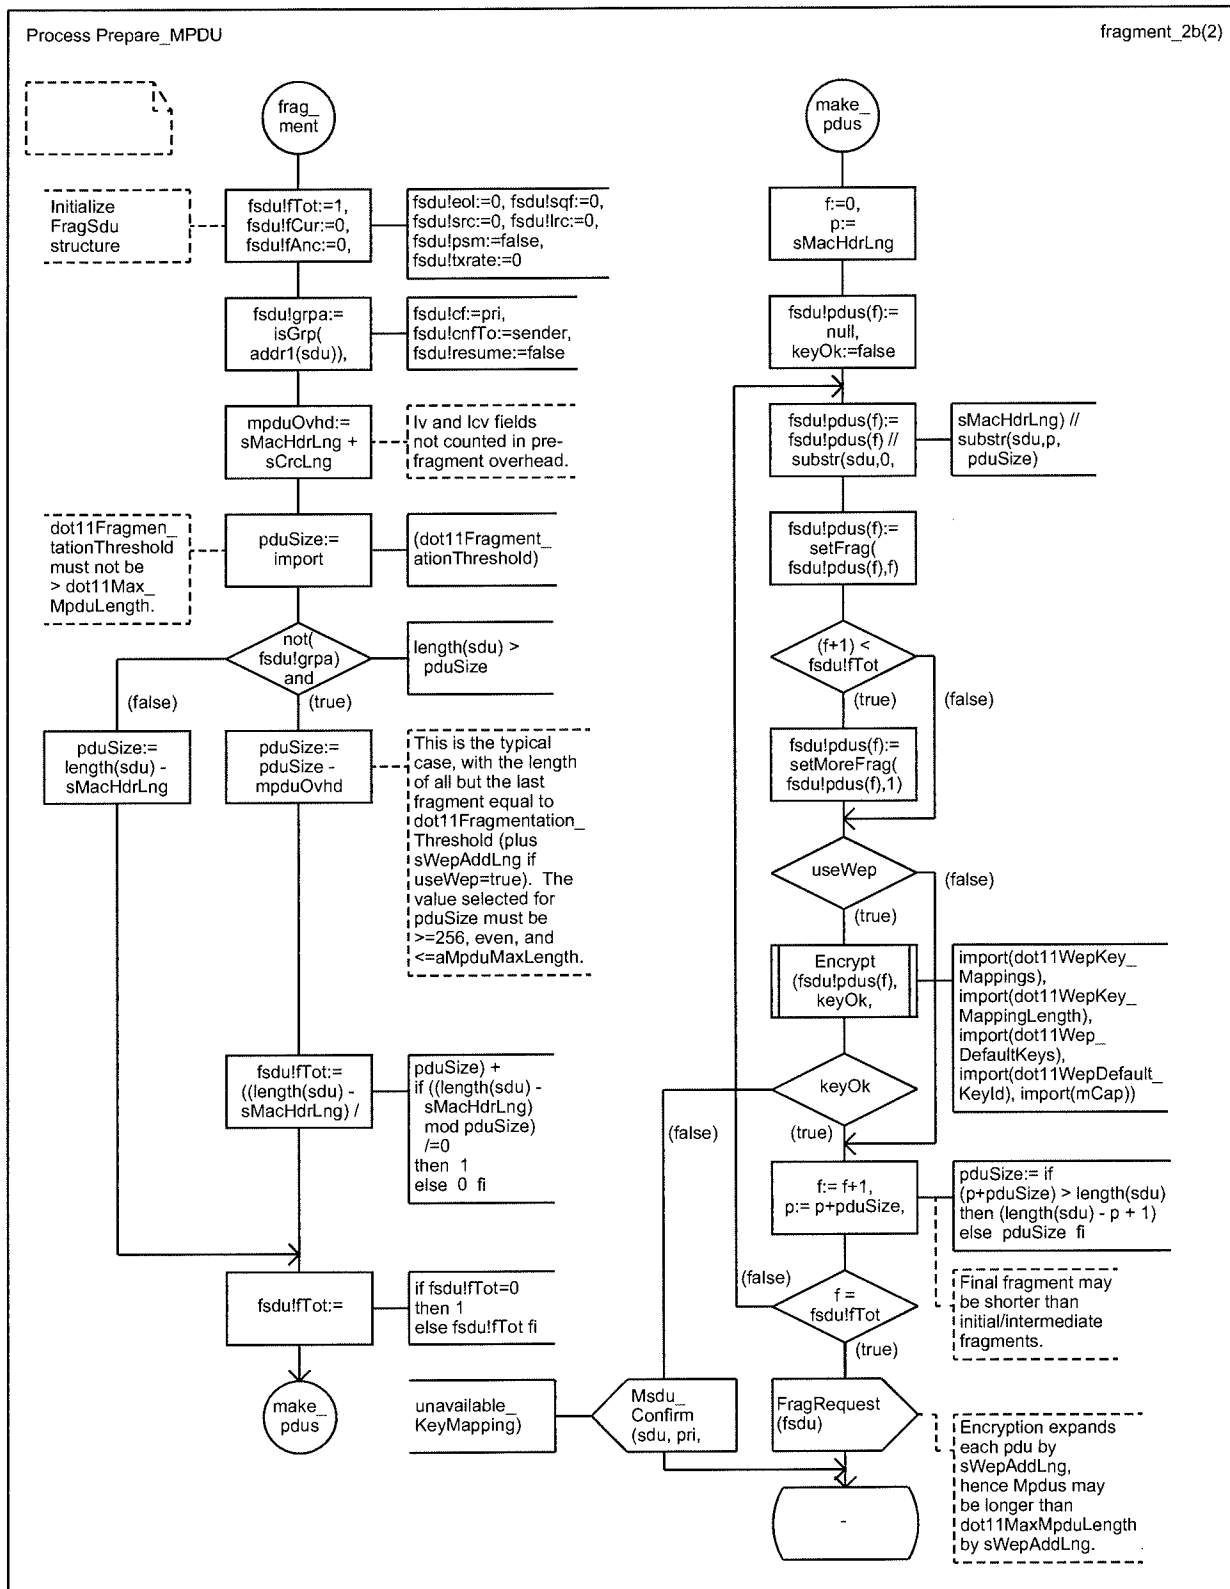 Process Prepare_MPDU
fragment_2b(2)
frag_
ment
Initialize
FragSdu
structure
fsdu!fTot:=1,
fsdu!fCur:=0,
fsdu!fAnc:=0,
fsdu!eol:=0, fsdu!sqf:=0,
fsdu!src:=0, fsdu!lrc:=0,
fsdu!psm:=false,
fsdu!txrate:=0
fsdu!grpa:=
isGrp(
addr1(sdu)),
fsdu!cf:=pri,
fsdu!cnfTo:=sender,
fsdu!resume:=false
mpduOvhd:=
sMacHdrLng +
sCrcLng
Iv and Icv fields
not counted in pre-
fragment overhead.
dot11Fragmen_
tationThreshold
must not be
> dot11Max_
MpduLength.
pduSize:=
import
(dot11Fragment_
ationThreshold)
not(
fsdu!grpa)
and
length(sdu) >
pduSize
(false)
(true)
pduSize:=
length(sdu) -
sMacHdrLng
pduSize:=
pduSize -
mpduOvhd
This is the typical
case, with the length
of all but the last
fragment equal to
dot11Fragmentation_
Threshold (plus
sWepAddLng if
useWep=true). The
value selected for
pduSize must be
>=256, even, and
<=aMpduMaxLength.
fsdu!fTot:=
((length(sdu) -
sMacHdrLng) /
pduSize) +
if ((length(sdu) -
sMacHdrLng)
mod pduSize)
/=0
then 1
else 0 fi
fsdu!fTot:=
if fsdu!fTot=0
then 1
else fsdu!fTot fi
make_
pdus
make_
pdus
f:=0,
p:=
sMacHdrLng
fsdu!pdus(f):=
null,
keyOk:=false
fsdu!pdus(f):=
fsdu!pdus(f) //
substr(sdu,0,
sMacHdrLng) //
substr(sdu,p,
pduSize)
fsdu!pdus(f):=
setFrag(
fsdu!pdus(f),f)
(f+1) <
fsdu!fTot
(true)
(false)
fsdu!pdus(f):=
setMoreFrag(
fsdu!pdus(f),1)
useWep
(false)
(true)
Encrypt
(fsdu!pdus(f),
keyOk,
import(dot11WepKey_
Mappings),
import(dot11WepKey_
MappingLength),
import(dot11Wep_
DefaultKeys),
import(dot11WepDefault_
KeyId), import(mCap))
keyOk
(false)
(true)
f:= f+1,
p:= p+pduSize,
pduSize:= if
(p+pduSize) > length(sdu)
then (length(sdu) - p + 1)
else pduSize fi
(false)
f =
fsdu!fTot
(true)
Final fragment may
be shorter than
initial/intermediate
fragments.
unavailable_
KeyMapping)
Msdu_
Confirm
(sdu, pri,
FragRequest
(fsdu)
Encryption expands
each pdu by
sWepAddLng,
hence Mpdus may
be longer than
dot11MaxMpduLength
by sWepAddLng.
-